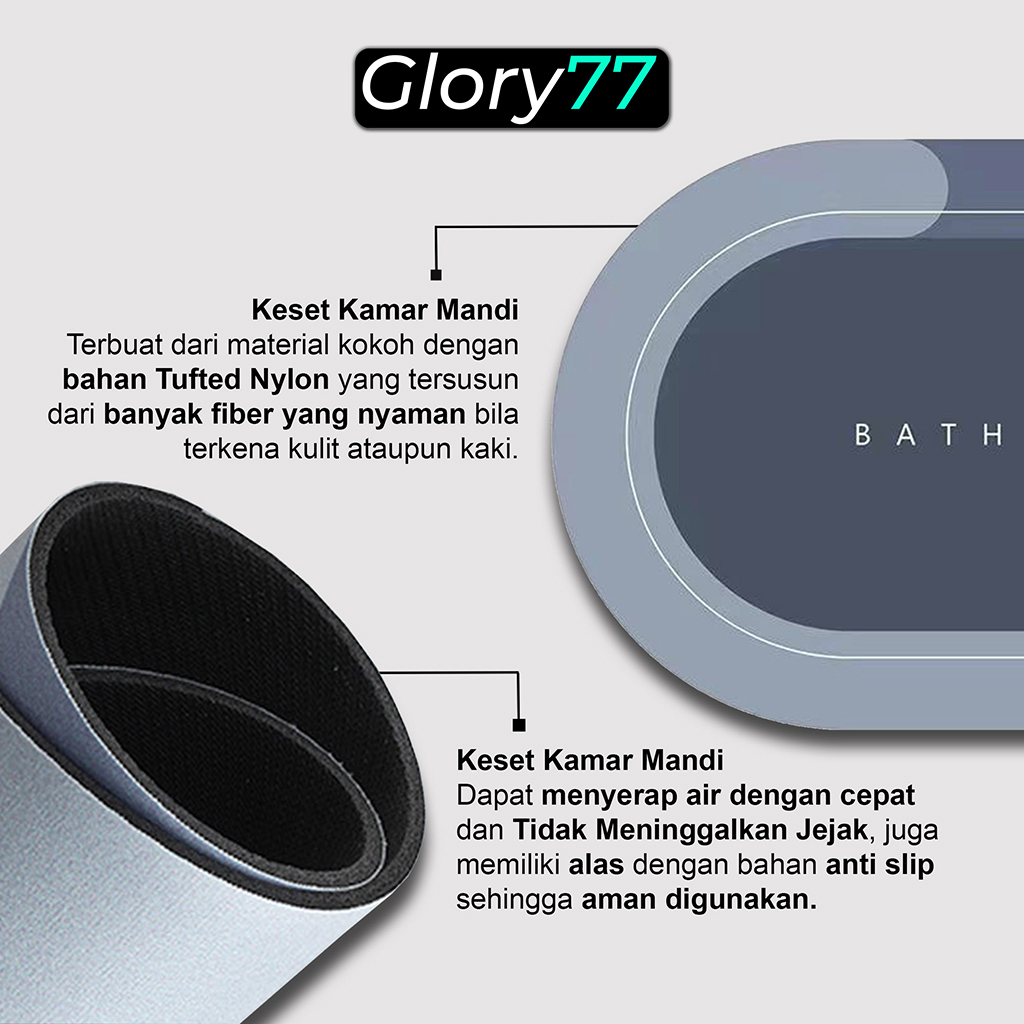 Glory77
Keset Kamar Mandi
Terbuat dari material kokoh dengan
bahan Tufted Nylon yang tersusun
dari banyak fiber yang nyaman bila
terkena kulit ataupun kaki.
BATH
Keset Kamar Mandi
Dapat menyerap air dengan cepat
dan Tidak Meninggalkan Jejak, juga
memiliki alas dengan bahan anti slip
sehingga aman digunakan.